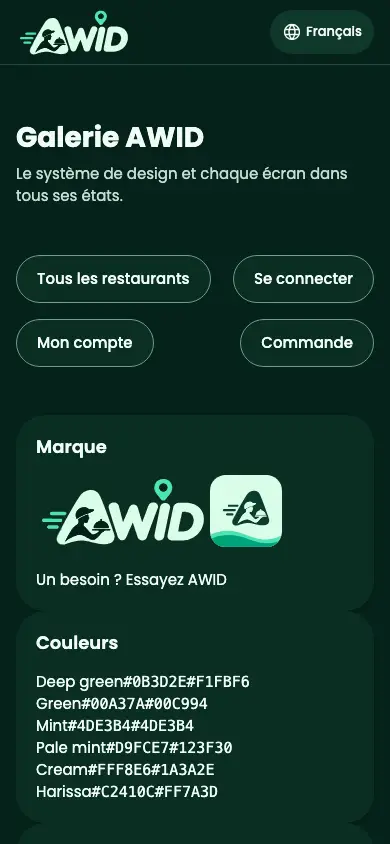 AWID
Français
Galerie AWID
Le système de design et chaque écran dans
tous ses états.
Tous les restaurants
Se connecter
Mon compte
Commande
Marque
AWID
Un besoin ? Essayez AWID
Couleurs
Deep green#0B3D2E#F1FBF6
Green#00A37A#00C994
Mint#4DE3B4#4DE3B4
Pale mint#D9FCE7#123F30
Cream#FFF8E6#1A3A2E
Harissa#C2410C#FF7A3D